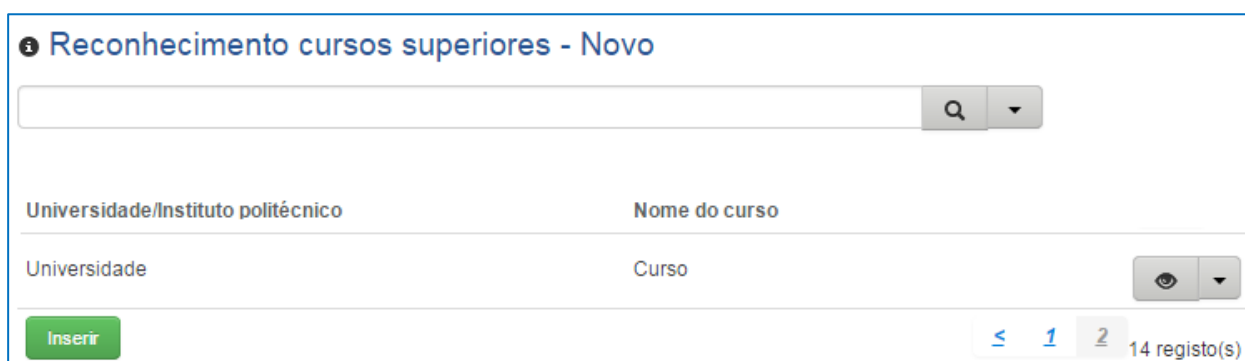 Reconhecimento cursos superiores - Novo
Universidade/Instituto politécnico Nome do curso
Universidade Curso
Inserir ≤ 1 2 14 registo(s)